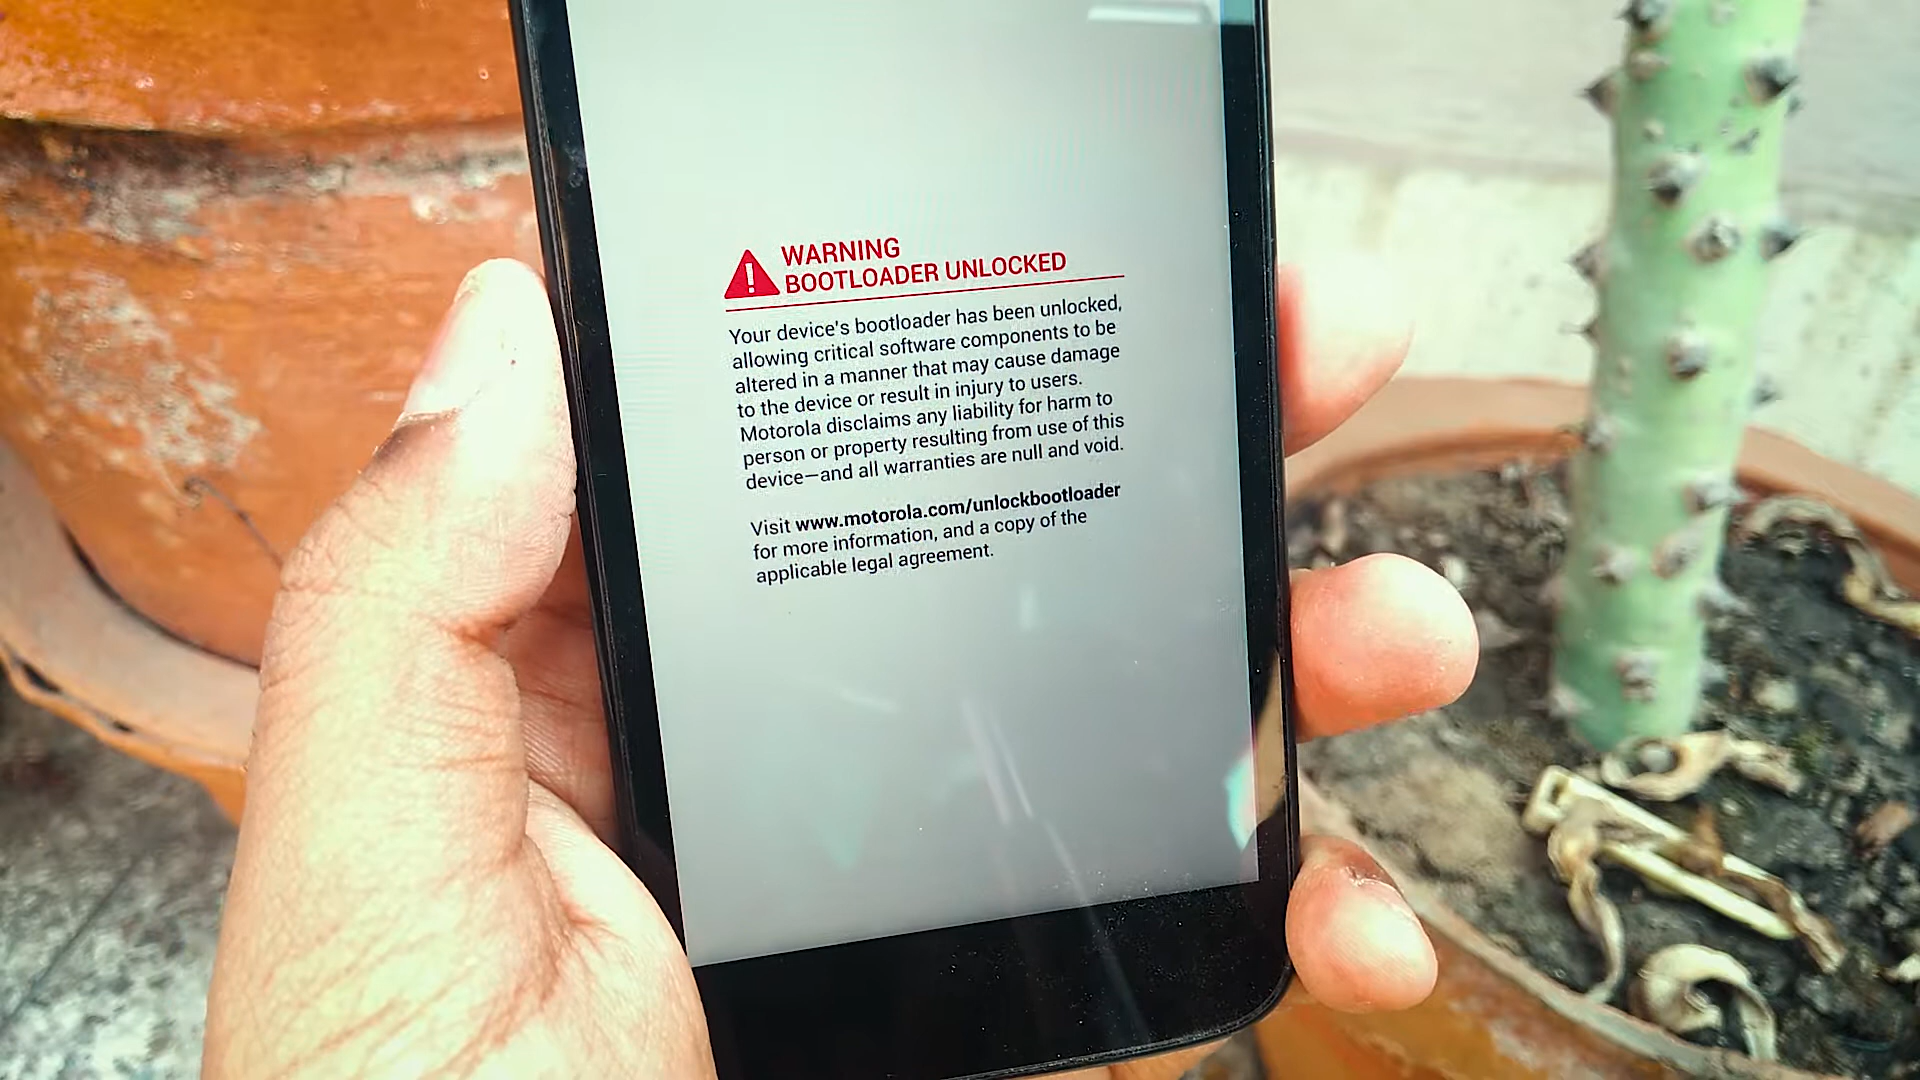 WARNING
BOOTLOADER UNLOCKED
Your device's bootloader has been unlocked,
allowing critical software components to be
altered in a manner that may cause damage
to the device or result in injury to users.
Motorola disclaims any liability for harm to
person or property resulting from use of this
device—and all warranties are null and void.
Visit www.motorola.com/unlockbootloader
for more information, and a copy of the
applicable legal agreement.